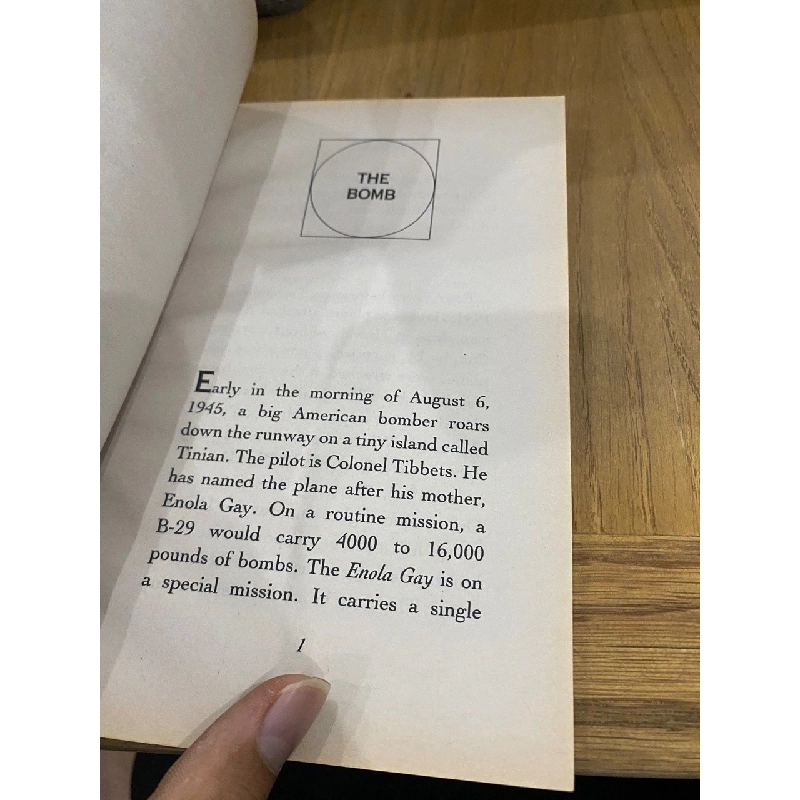 THE
BOMB
Early in the morning of August 6,
1945, a big American bomber roars
down the runway on a tiny island called
Tinian. The pilot is Colonel Tibbets. He
has named the plane after his mother,
Enola Gay. On a routine mission, a
B-29 would carry 4000 to 16,000
pounds of bombs. The Enola Gay is on
a special mission. It carries a single
1